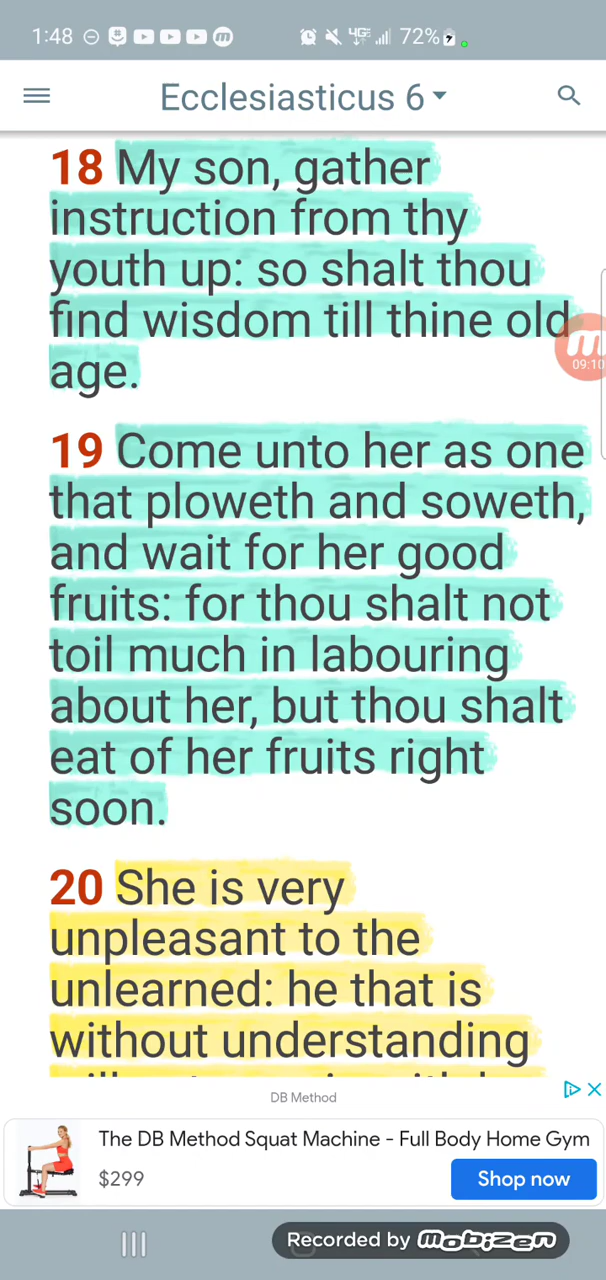 1:48
72%
Ecclesiasticus 6
18 My son, gather
instruction from thy
youth up: so shalt thou
find wisdom till thine old
age.
09:10
19 Come unto her as one
that ploweth and soweth,
and wait for her good
fruits: for thou shalt not
toil much in labouring
about her, but thou shalt
eat of her fruits right
soon.
20 She is very
unpleasant to the
unlearned: he that is
without understanding
DB Method
The DB Method Squat Machine - Full Body Home Gym
$299
Shop now
Recorded by mobizen